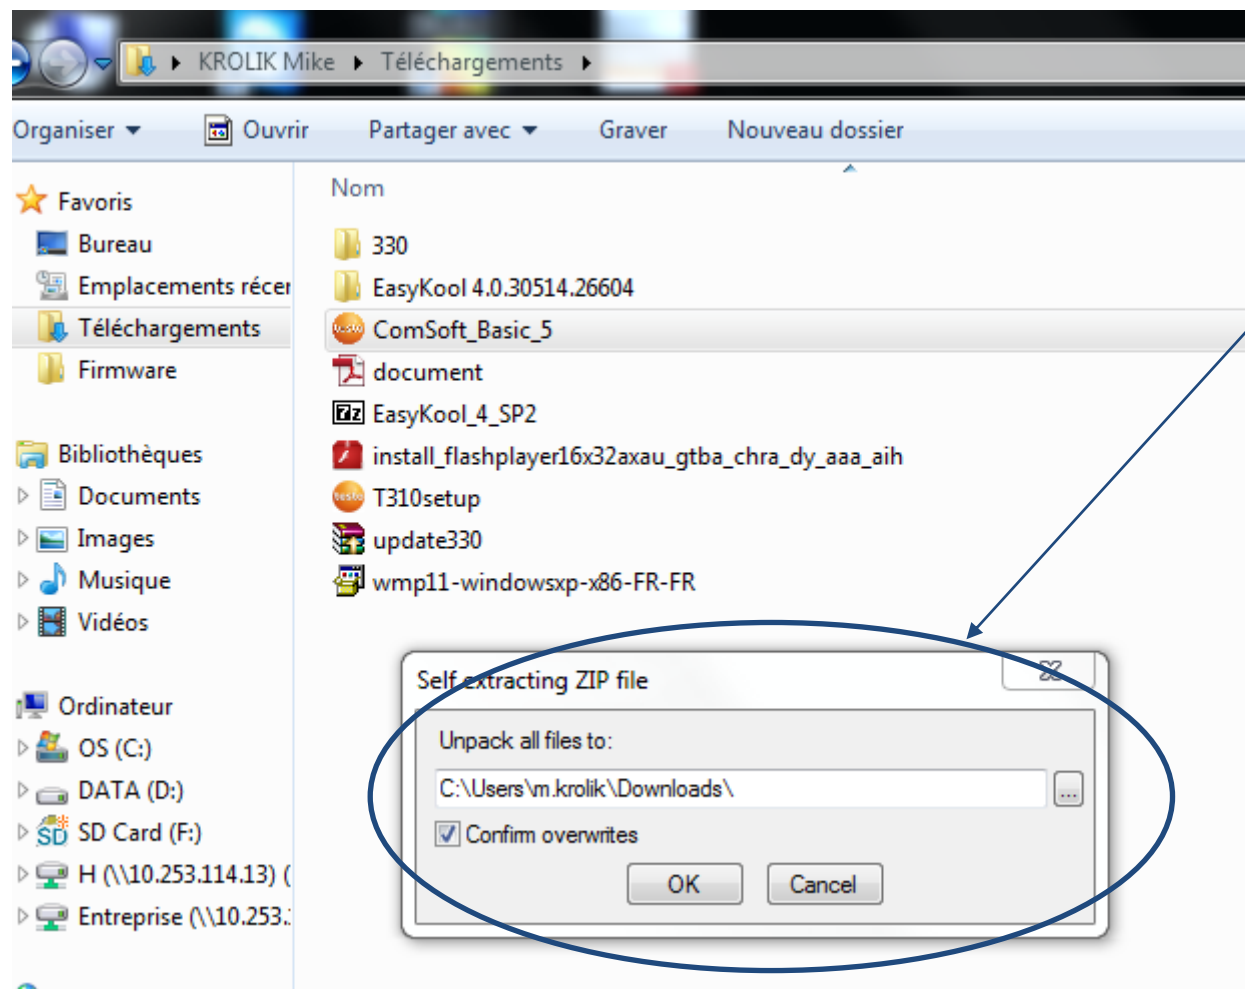 KROLIK Mike Téléchargements
Organiser Ouvrir Partager avec Graver Nouveau dossier
Favoris
Bureau
Emplacements récer
Téléchargements
Firmware
Bibliothèques
Documents
Images
Musique
Vidéos
Ordinateur
OS (C:)
DATA (D:)
SD Card (F:)
H (\\10.253.114.13) (
Entreprise (\\10.253.
Nom
330
EasyKool 4.0.30514.26604
testo ComSoft_Basic_5
document
7z EasyKool_4_SP2
install_flashplayer16x32axau_gtba_chra_dy_aaa_aih
testo T310setup
update330
wmp11-windowsxp-x86-FR-FR
Self extracting ZIP file
Unpack all files to:
C:\Users\m.krolik\Downloads\
...
Confirm overwrites
OK Cancel